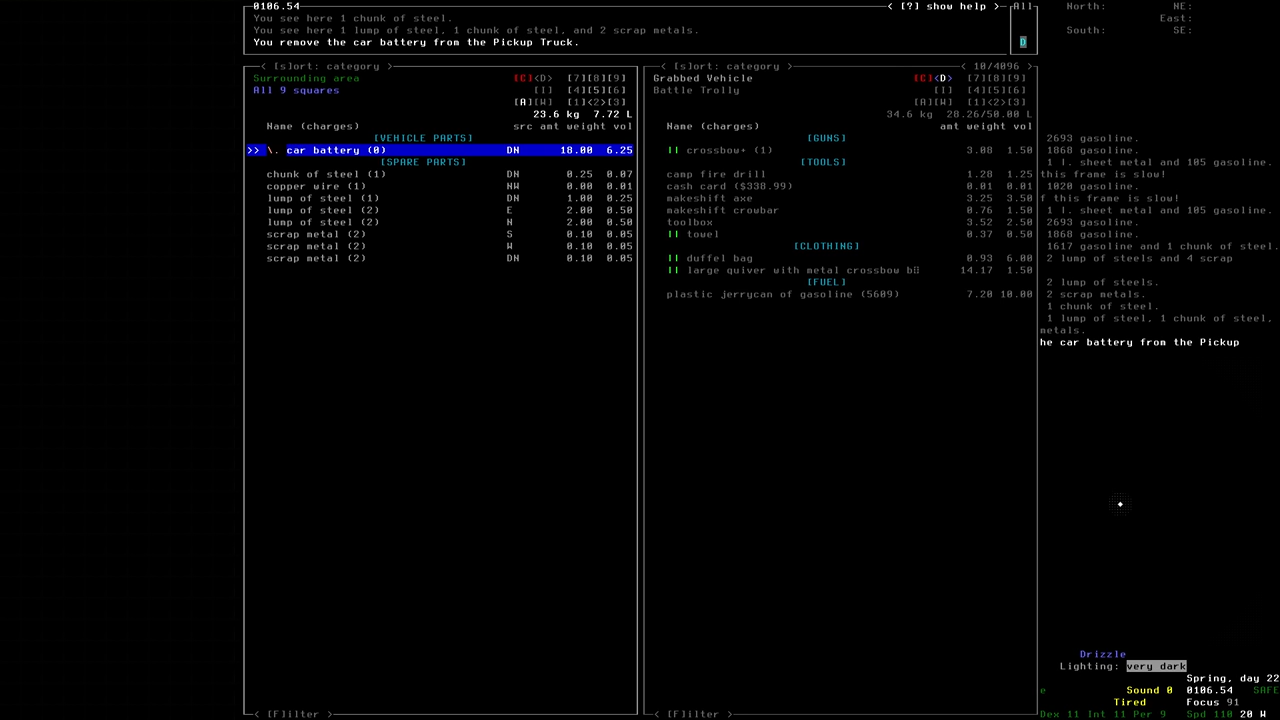 0106.54 < [?] show help > All North: NE:
You see here 1 chunk of steel. East:
You see here 1 lump of steel, 1 chunk of steel, and 2 scrap metals. South: SE:
You remove the car battery from the Pickup Truck. D
< [s]ort: category >
Surrounding area [C]<D> [7][8][9]
All 9 squares [I] [4][5][6]
[A][W] [1]<2>[3]
23.6 kg 7.72 L
Name (charges) src amt weight vol
[VEHICLE PARTS]
>> \. car battery (0) DN 18.00 6.25
[SPARE PARTS]
chunk of steel (1) DN 0.25 0.07
copper wire (1) NW 0.00 0.01
lump of steel (1) DN 1.00 0.25
lump of steel (2) E 2.00 0.50
lump of steel (2) N 2.00 0.50
scrap metal (2) S 0.10 0.05
scrap metal (2) W 0.10 0.05
scrap metal (2) DN 0.10 0.05
< [F]ilter >
< [s]ort: category > < 10/4096 >
Grabbed Vehicle [C]<D> [7][8][9]
Battle Trolly [I] [4][5][6]
[A][W] [1]<2>[3]
34.6 kg 28.26/50.00 L
Name (charges) amt weight vol
[GUNS]
|| crossbow+ (1) 3.08 1.50
[TOOLS]
camp fire drill 1.28 1.25
cash card ($338.99) 0.01 0.01
makeshift axe 3.25 3.50
makeshift crowbar 0.76 1.50
toolbox 3.52 2.50
|| towel 0.37 0.50
[CLOTHING]
|| duffel bag 0.93 6.00
|| large quiver with metal crossbow b 14.17 1.50
[FUEL]
plastic jerrycan of gasoline (5609) 7.20 10.00
< [F]ilter >
2693 gasoline.
1868 gasoline.
1 l. sheet metal and 105 gasoline.
this frame is slow!
1020 gasoline.
f this frame is slow!
1 l. sheet metal and 105 gasoline.
2693 gasoline.
1868 gasoline.
1617 gasoline and 1 chunk of steel.
2 lump of steels and 4 scrap
2 lump of steels.
2 scrap metals.
1 chunk of steel.
1 lump of steel, 1 chunk of steel,
metals.
he car battery from the Pickup
Drizzle
Lighting: very dark
Spring, day 22
e Sound 0 0106.54 SAFE
Tired Focus 91
Dex 11 Int 11 Per 9 Spd 110 20 W